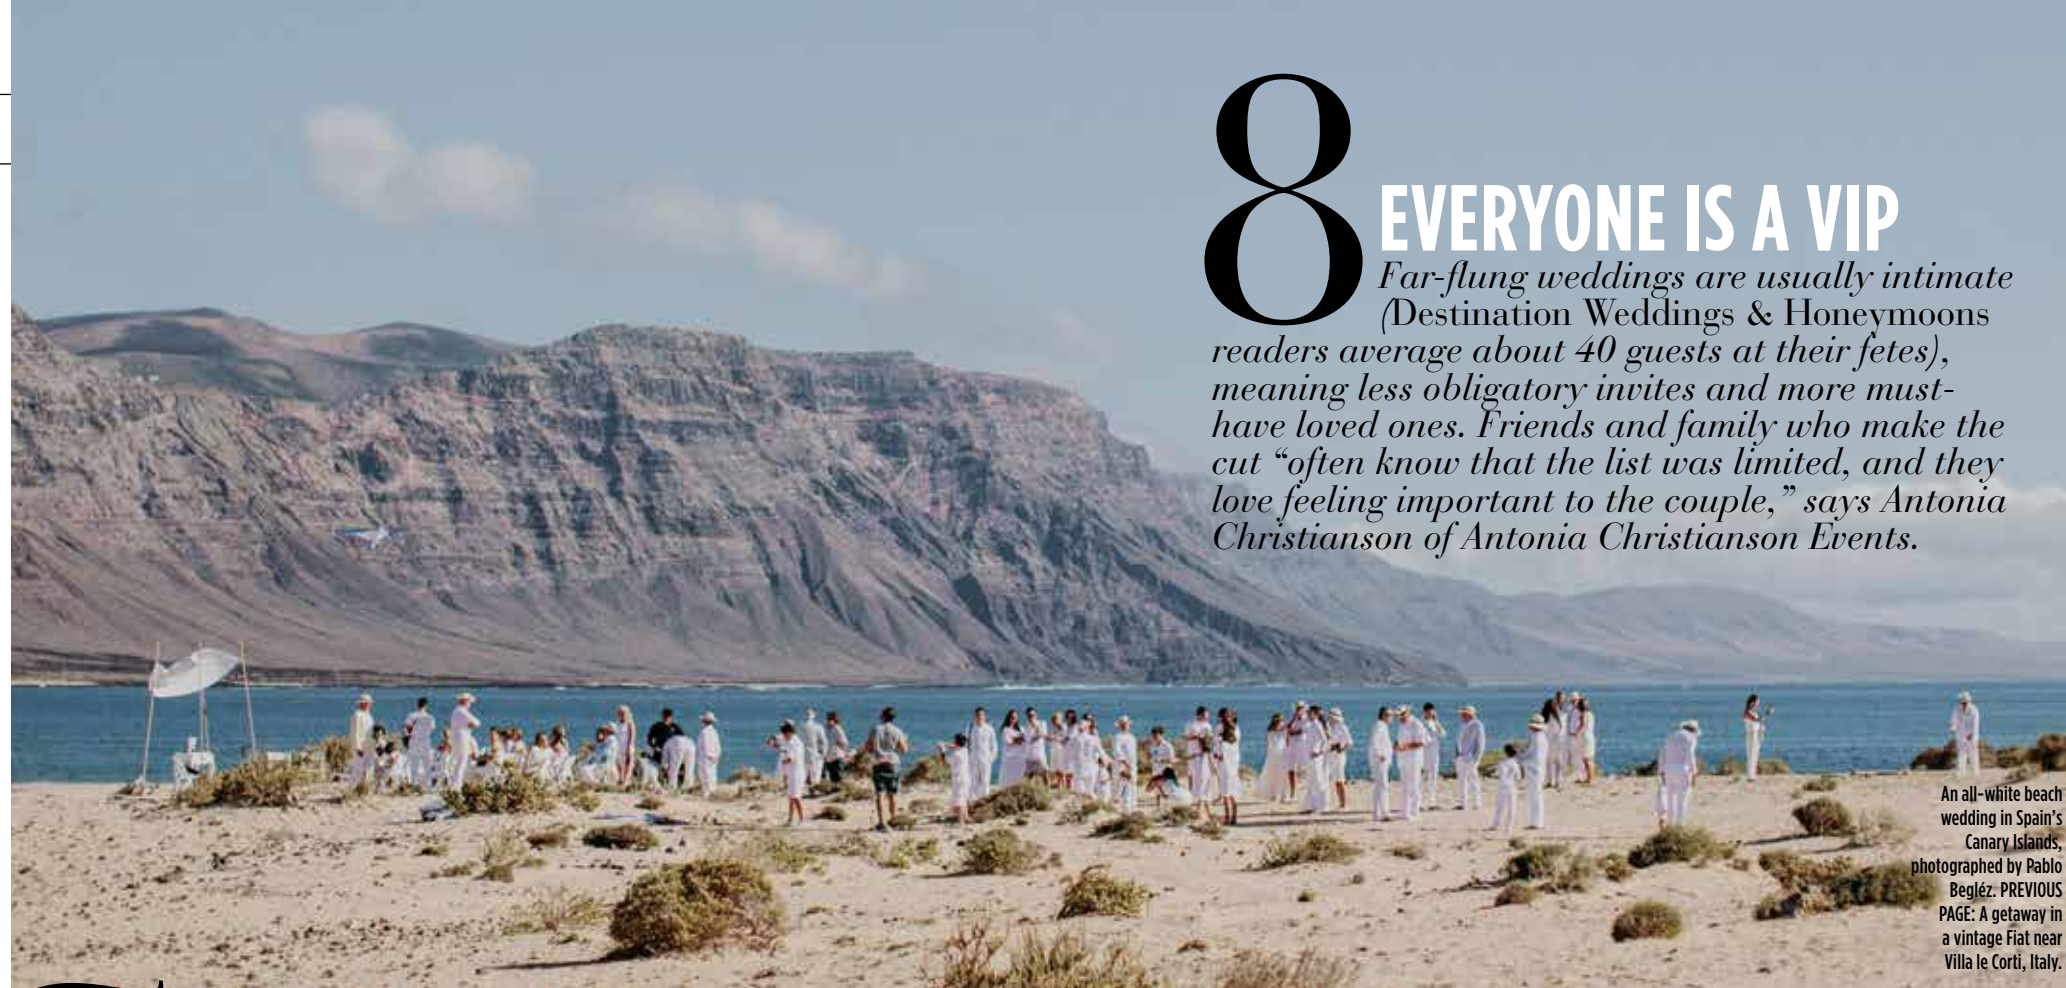 8
EVERYONE IS A VIP
Far-flung weddings are usually intimate
(Destination Weddings & Honeymoons
readers average about 40 guests at their fetes),
meaning less obligatory invites and more must-
have loved ones. Friends and family who make the
cut “often know that the list was limited, and they
love feeling important to the couple,” says Antonia
Christianson of Antonia Christianson Events.
An all-white beach
wedding in Spain’s
Canary Islands,
photographed by Pablo
Begléz. PREVIOUS
PAGE: A getaway in
a vintage Fiat near
Villa le Corti, Italy.